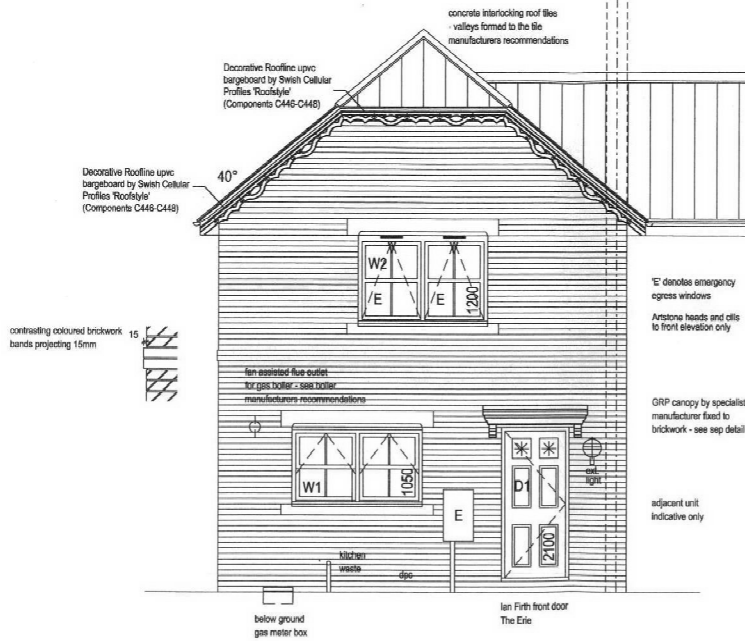 concrete interlocking roof tiles
- valleys formed to the tile
manufacturers recommendations
Decorative Roofline upvc
bargeboard by Swish Cellular
Profiles 'Roofstyle'
(Components C446-C448)
Decorative Roofline upvc
bargeboard by Swish Cellular
Profiles 'Roofstyle'
(Components C446-C448)
40°
W2
E
E
1200
'E' denotes emergency
egress windows
Artstone heads and cills
to front elevation only
contrasting coloured brickwork
bands projecting 15mm
15
fan assisted flue outlet
for gas boiler - see boiler
manufacturers recommendations
GRP canopy by specialist
manufacturer fixed to
brickwork - see sep detail
W1
1050
E
D1
2100
ext.
light
adjacent unit
indicative only
kitchen
waste
dpc
below ground
gas meter box
Ian Firth front door
The Erie